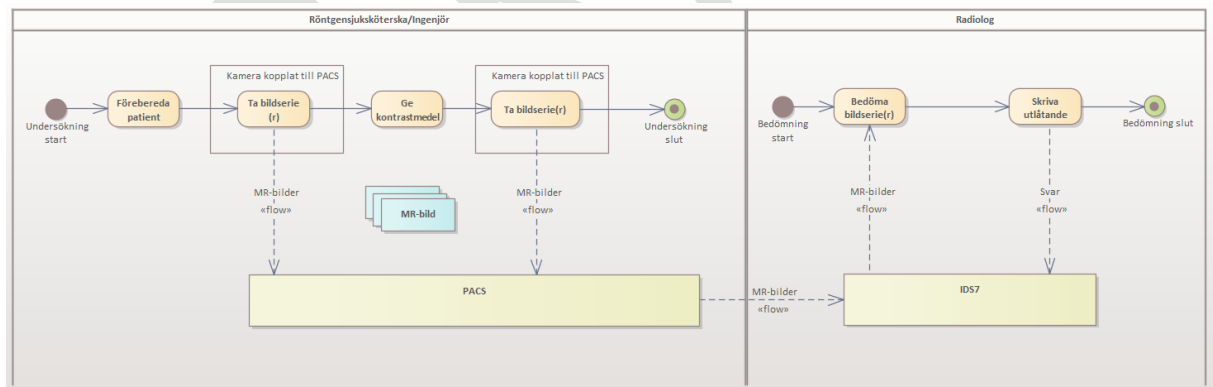 Röntgensjuksköterska/Ingenjör
Radiolog
Kamera kopplat till PACS
Kamera kopplat till PACS
Förebereda
patient
Ta bildserie
(r)
Ge
kontrastmedel
Ta bildserie(r)
Bedöma
bildserie(r)
Skriva
utlåtande
Undersökning
start
Undersökning
slut
Bedömning
start
Bedömning slut
MR-bilder
«flow»
MR-bild
MR-bilder
«flow»
MR-bilder
«flow»
Svar
«flow»
PACS
MR-bilder
«flow»
IDS7